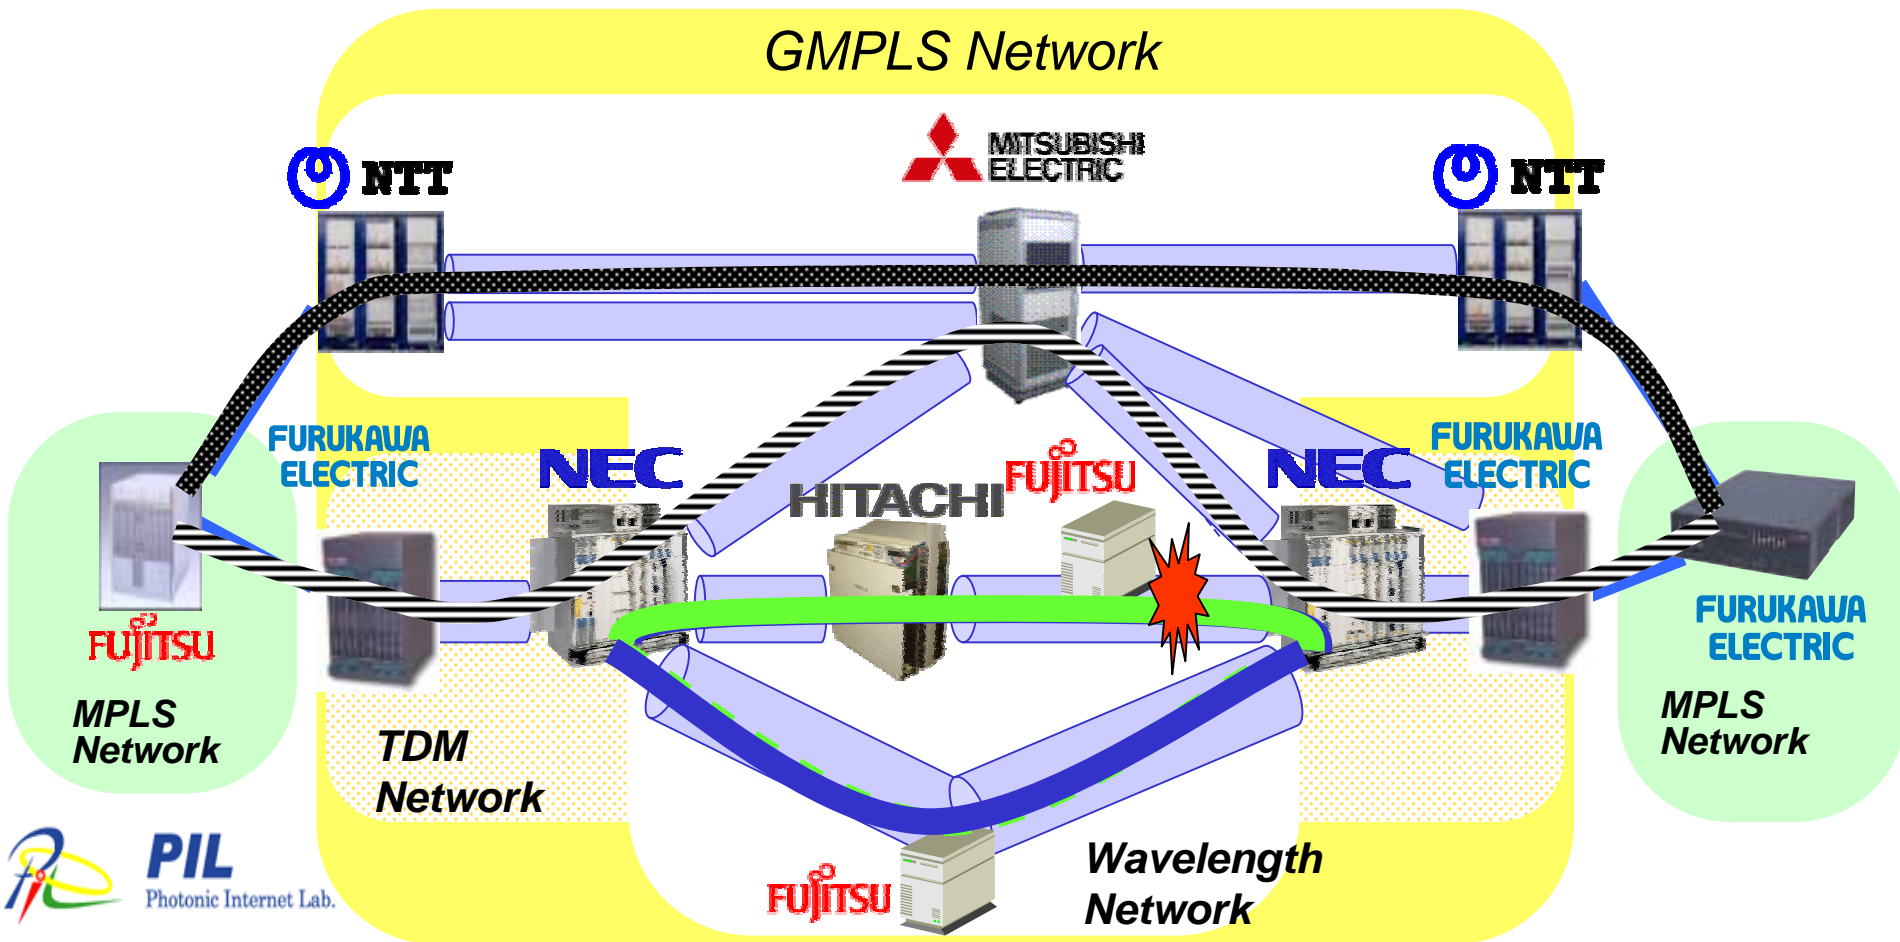 GMPLS Network
MITSUBISHI
ELECTRIC
NTT
NTT
FURUKAWA
ELECTRIC
NEC
HITACHI
FUJITSU
NEC
FURUKAWA
ELECTRIC
FUJITSU
MPLS
Network
FURUKAWA
ELECTRIC
MPLS
Network
TDM
Network
PIL
Photonic Internet Lab.
FUJITSU
Wavelength
Network